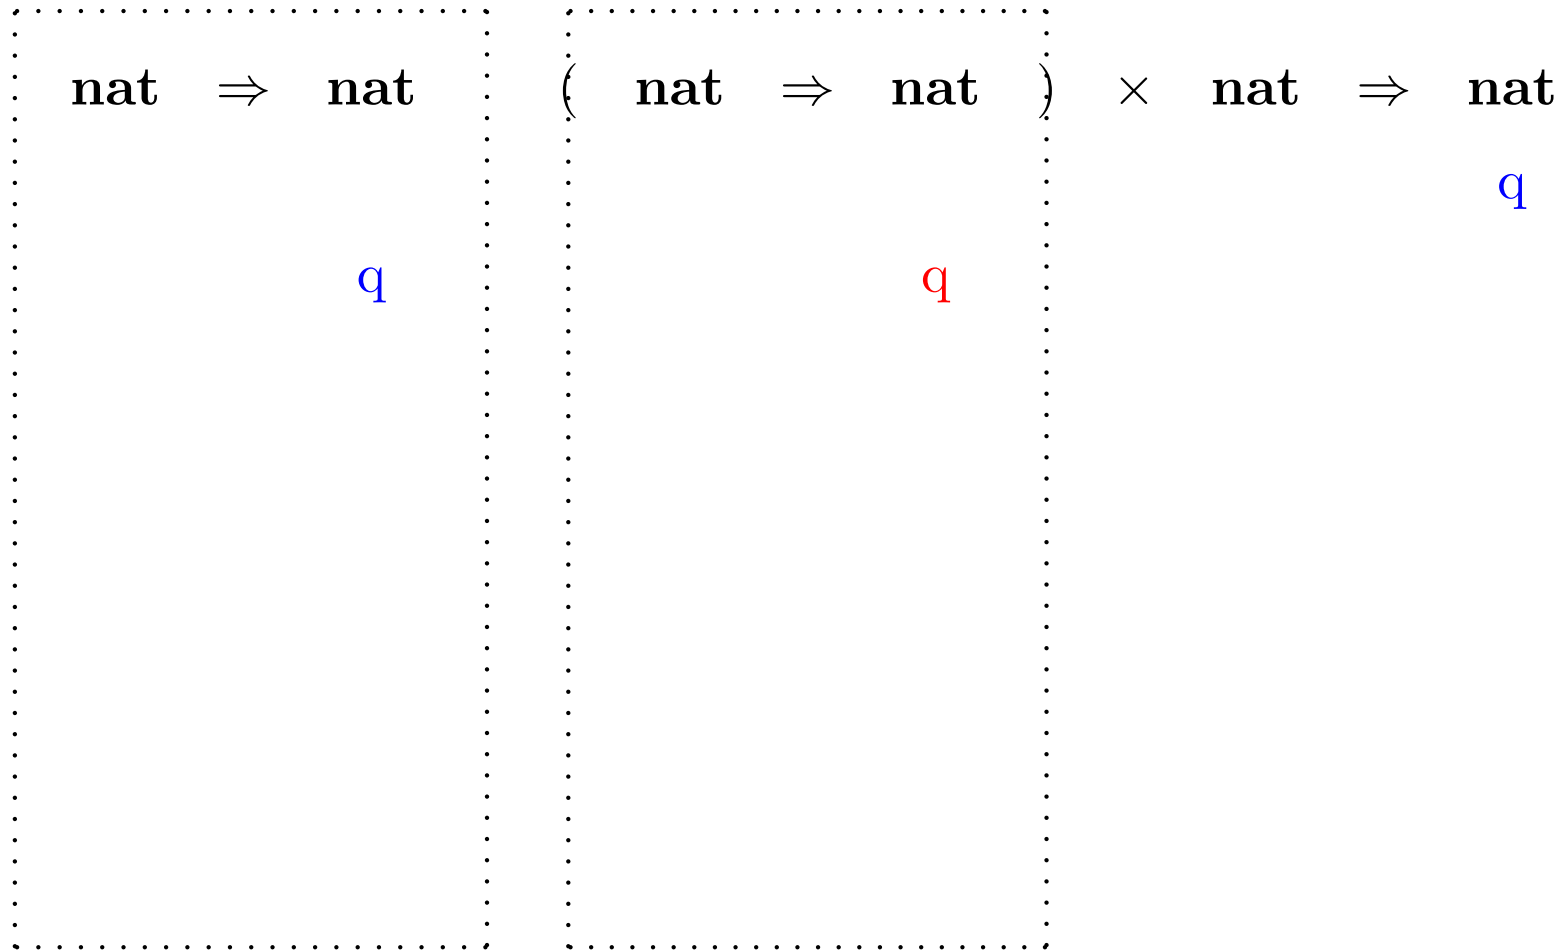 nat ⇒ nat ( nat ⇒ nat ) × nat ⇒ nat
q
q q